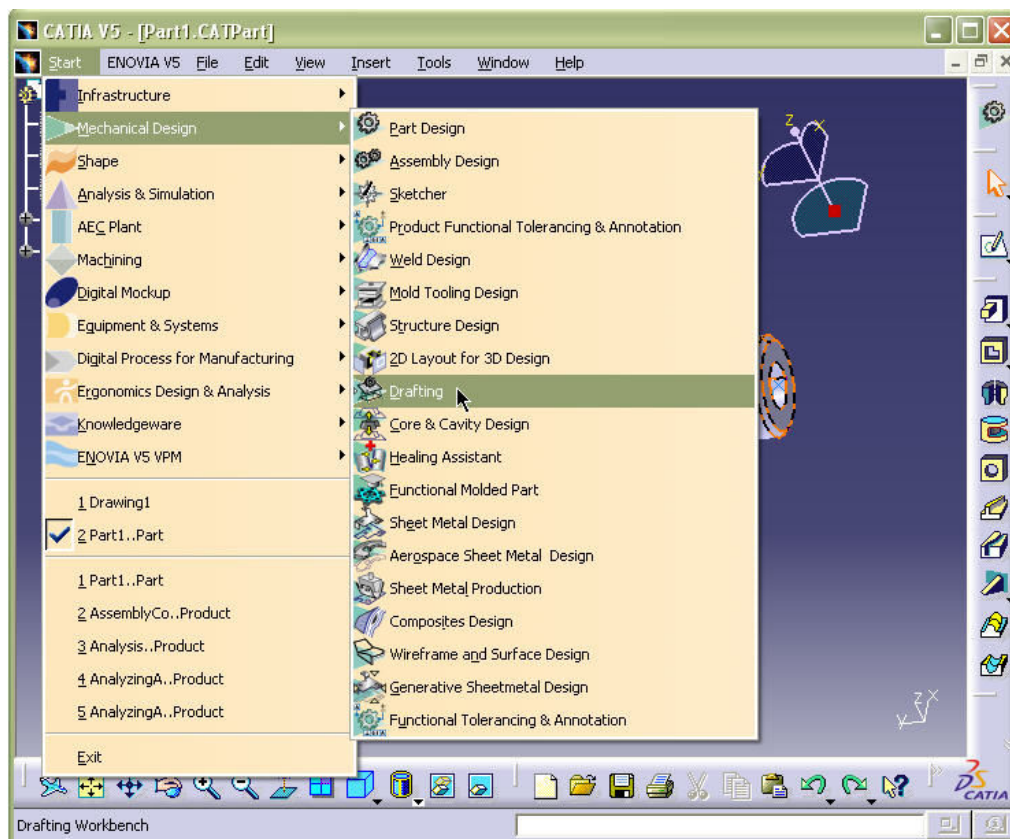 CATIA V5 - [Part1.CATPart]
Start ENOVIA V5 File Edit View Insert Tools Window Help
Infrastructure
Mechanical Design
Shape
Analysis & Simulation
AEC Plant
Machining
Digital Mockup
Equipment & Systems
Digital Process for Manufacturing
Ergonomics Design & Analysis
Knowledgeware
ENOVIA V5 VPM
1 Drawing1
2 Part1..Part
1 Part1..Part
2 AssemblyCo..Product
3 Analysis..Product
4 AnalyzingA..Product
5 AnalyzingA..Product
Exit
Part Design
Assembly Design
Sketcher
Product Functional Tolerancing & Annotation
Weld Design
Mold Tooling Design
Structure Design
2D Layout for 3D Design
Drafting
Core & Cavity Design
Healing Assistant
Functional Molded Part
Sheet Metal Design
Aerospace Sheet Metal Design
Sheet Metal Production
Composites Design
Wireframe and Surface Design
Generative Sheetmetal Design
Functional Tolerancing & Annotation
z
x
z
x
y
CATIA
Drafting Workbench